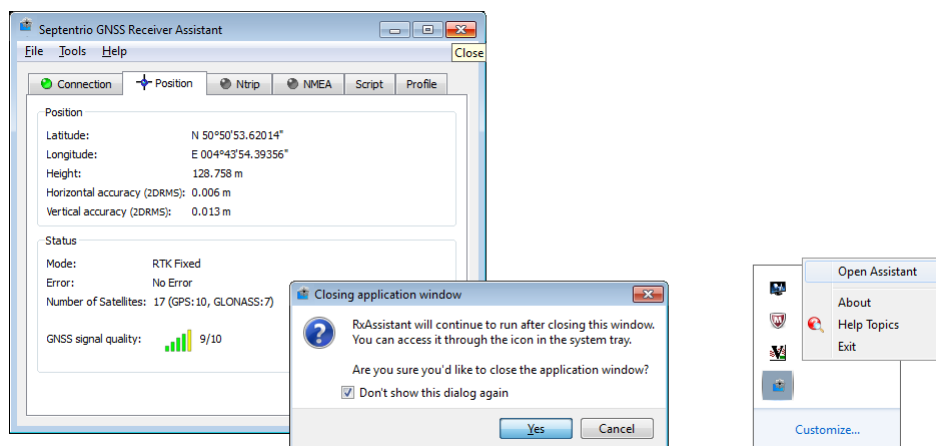 Septentrio GNSS Receiver Assistant
File Tools Help
Close
Connection Position Ntrip NMEA Script Profile
Position
Latitude: N 50°50'53.62014"
Longitude: E 004°43'54.39356"
Height: 128.758 m
Horizontal accuracy (2DRMS): 0.006 m
Vertical accuracy (2DRMS): 0.013 m
Status
Mode: RTK Fixed
Error: No Error
Number of Satellites: 17 (GPS:10, GLONASS:7)
GNSS signal quality: 9/10
Closing application window
RxAssistant will continue to run after closing this window.
You can access it through the icon in the system tray.
Are you sure you'd like to close the application window?
Don't show this dialog again
Yes Cancel
Open Assistant
About
Help Topics
Exit
Customize...